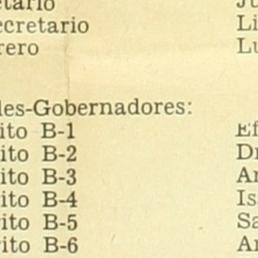 etario Ju
ecretario Li
rero Lu
les-Gobernadores:
ito B-1 Ef
ito B-2 Dr
ito B-3 Ar
ito B-4 Is
ito B-5 Sa
rito B-6 Ar